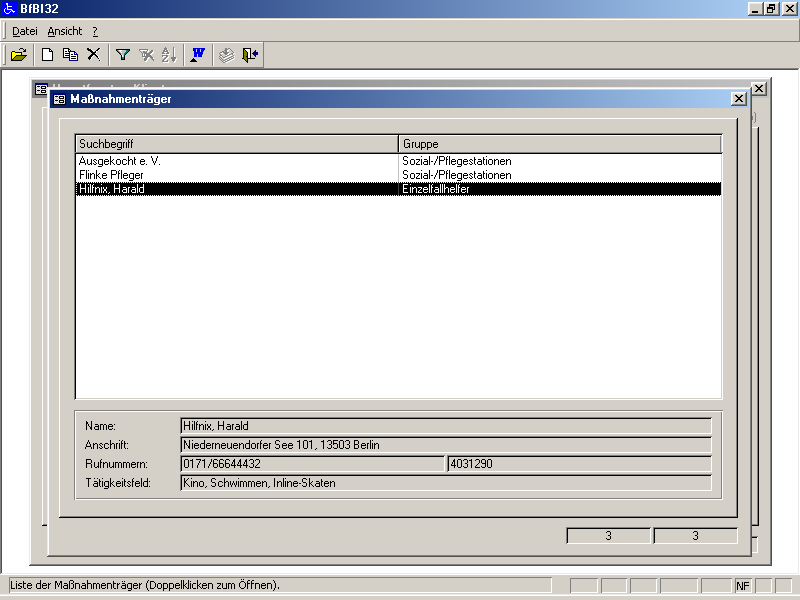 BfBI32
Datei Ansicht ?
Maßnahmenträger
Suchbegriff Gruppe
Ausgekocht e. V. Sozial-/Pflegestationen
Flinke Pfleger Sozial-/Pflegestationen
Hilfnix, Harald Einzelfallhelfer
Name: Hilfnix, Harald
Anschrift: Niederneuendorfer See 101, 13503 Berlin
Rufnummern: 0171/66644432 4031290
Tätigkeitsfeld: Kino, Schwimmen, Inline-Skaten
3 3
Liste der Maßnahmenträger (Doppelklicken zum Öffnen). NF